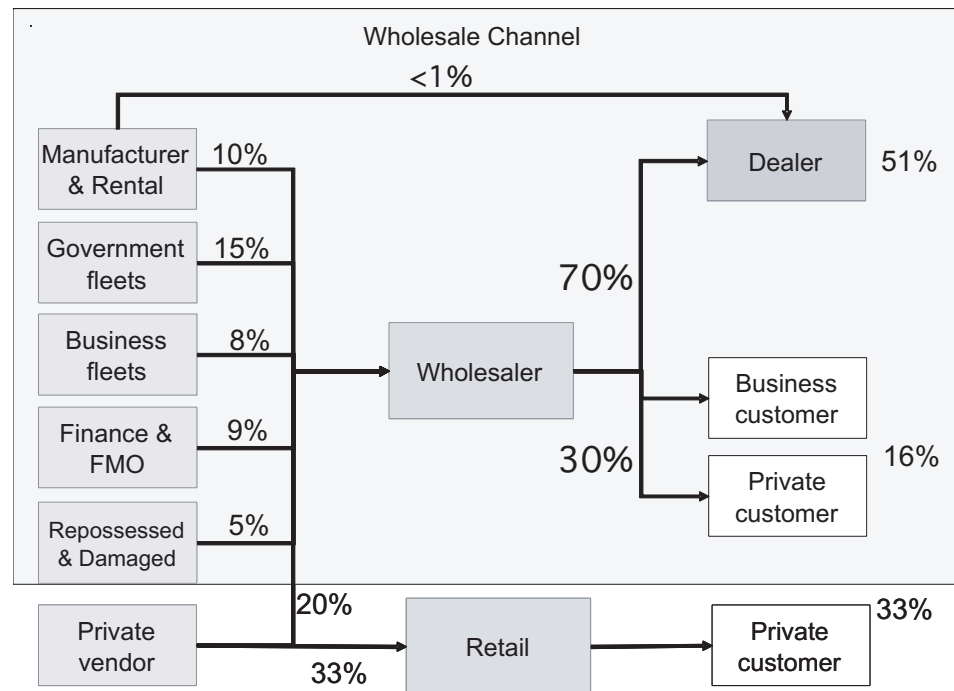 Wholesale Channel
<1%
Manufacturer
& Rental
10%
Dealer
51%
Government
fleets
15%
70%
Business
fleets
8%
Wholesaler
Business
customer
Finance &
FMO
9%
30%
16%
Private
customer
Repossessed
& Damaged
5%
20%
33%
Private
vendor
33%
Retail
Private
customer